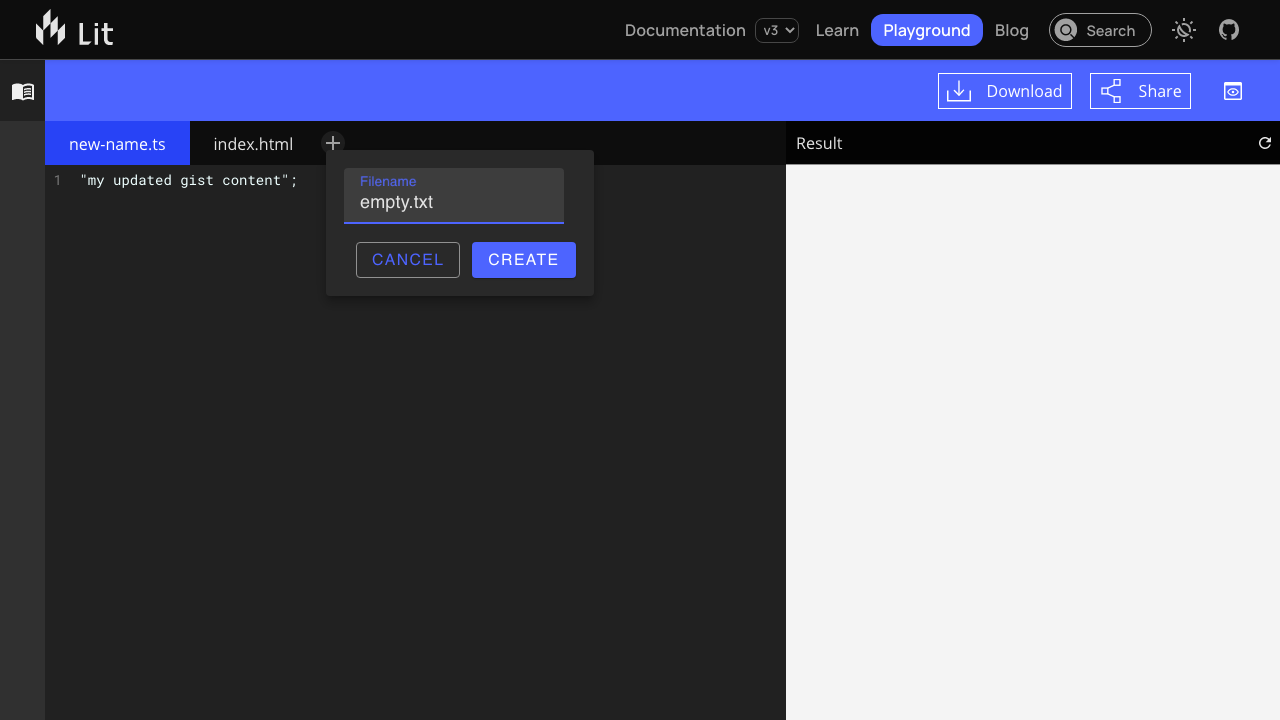 Lit
Documentation v3 Learn Playground Blog Search
Download Share
new-name.ts index.html Result
1 "my updated gist content";
Filename
empty.txt
CANCEL CREATE